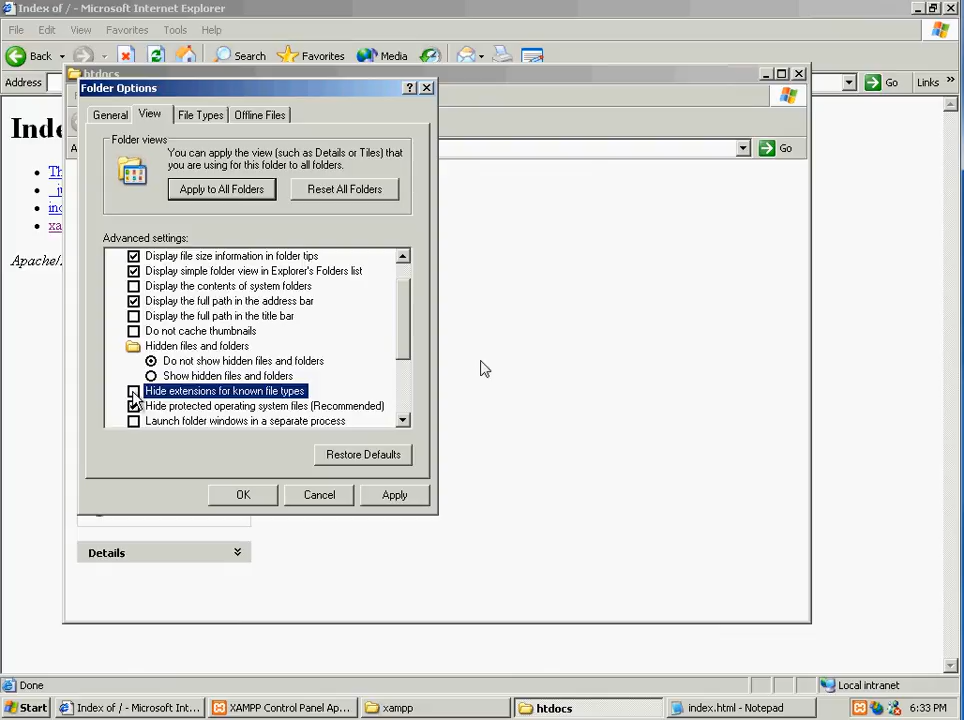 Index of / - Microsoft Internet Explorer
File Edit View Favorites Tools Help
Back Search Favorites Media
Address Go Links »
htdocs
Folder Options
General View File Types Offline Files
Folder views
You can apply the view (such as Details or Tiles) that
you are using for this folder to all folders.
Apply to All Folders Reset All Folders
Go
Advanced settings:
Display file size information in folder tips
Display simple folder view in Explorer's Folders list
Display the contents of system folders
Display the full path in the address bar
Display the full path in the title bar
Do not cache thumbnails
Hidden files and folders
Do not show hidden files and folders
Show hidden files and folders
Hide extensions for known file types
Hide protected operating system files (Recommended)
Launch folder windows in a separate process
Restore Defaults
OK Cancel Apply
Details
Done Local intranet
Start Index of / - Microsoft Int... XAMPP Control Panel Ap... xampp htdocs index.html - Notepad 6:33 PM